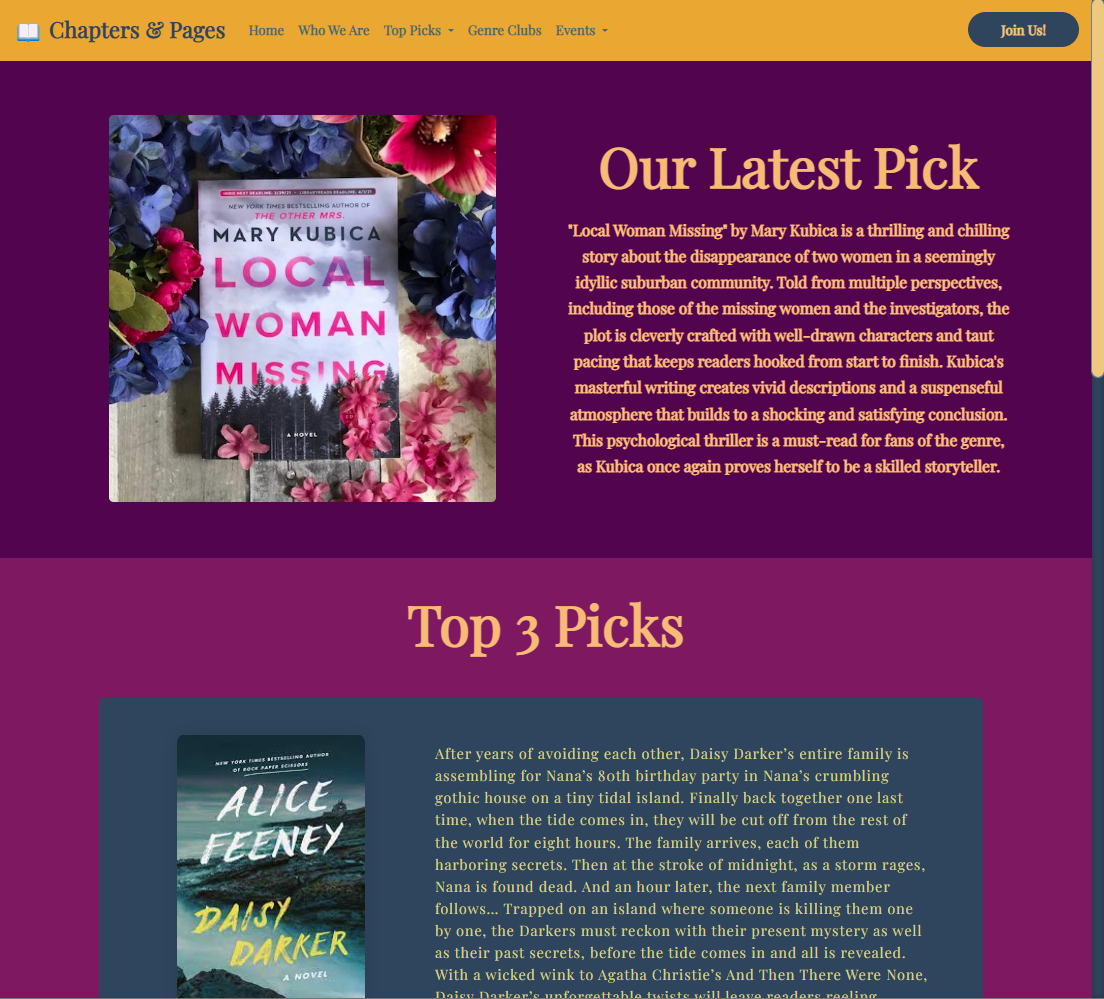 Chapters & Pages
Home
Who We Are
Top Picks
Genre Clubs
Events
Join Us!
NEW YORK TIMES BESTSELLING AUTHOR OF
THE OTHER MRS.
MARY KUBICA
LOCAL
WOMAN
MISSING
A NOVEL
Our Latest Pick
"Local Woman Missing" by Mary Kubica is a thrilling and chilling
story about the disappearance of two women in a seemingly
idyllic suburban community. Told from multiple perspectives,
including those of the missing women and the investigators, the
plot is cleverly crafted with well-drawn characters and taut
pacing that keeps readers hooked from start to finish. Kubica's
masterful writing creates vivid descriptions and a suspenseful
atmosphere that builds to a shocking and satisfying conclusion.
This psychological thriller is a must-read for fans of the genre,
as Kubica once again proves herself to be a skilled storyteller.
Top 3 Picks
NEW YORK TIMES BESTSELLING AUTHOR
OF ROCK PAPER SCISSORS
ALICE
FEENEY
DAISY
DARKER
A NOVEL
After years of avoiding each other, Daisy Darker’s entire family is
assembling for Nana’s 80th birthday party in Nana’s crumbling
gothic house on a tiny tidal island. Finally back together one last
time, when the tide comes in, they will be cut off from the rest of
the world for eight hours. The family arrives, each of them
harboring secrets. Then at the stroke of midnight, as a storm rages,
Nana is found dead. And an hour later, the next family member
follows… Trapped on an island where someone is killing them one
by one, the Darkers must reckon with their present mystery as well
as their past secrets, before the tide comes in and all is revealed.
With a wicked wink to Agatha Christie’s And Then There Were None,
Daisy Darker’s unforgettable twists will leave readers reeling.